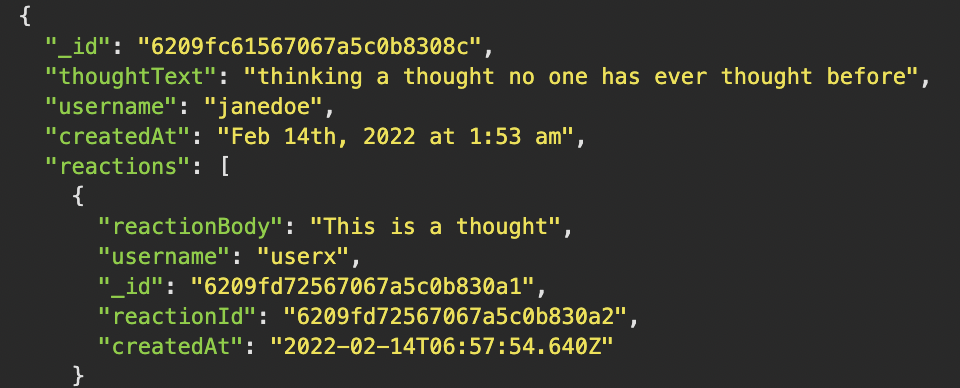 {
"_id": "6209fc61567067a5c0b8308c",
"thoughtText": "thinking a thought no one has ever thought before",
"username": "janedoe",
"createdAt": "Feb 14th, 2022 at 1:53 am",
"reactions": [
{
"reactionBody": "This is a thought",
"username": "userx",
"_id": "6209fd72567067a5c0b830a1",
"reactionId": "6209fd72567067a5c0b830a2",
"createdAt": "2022-02-14T06:57:54.640Z"
}